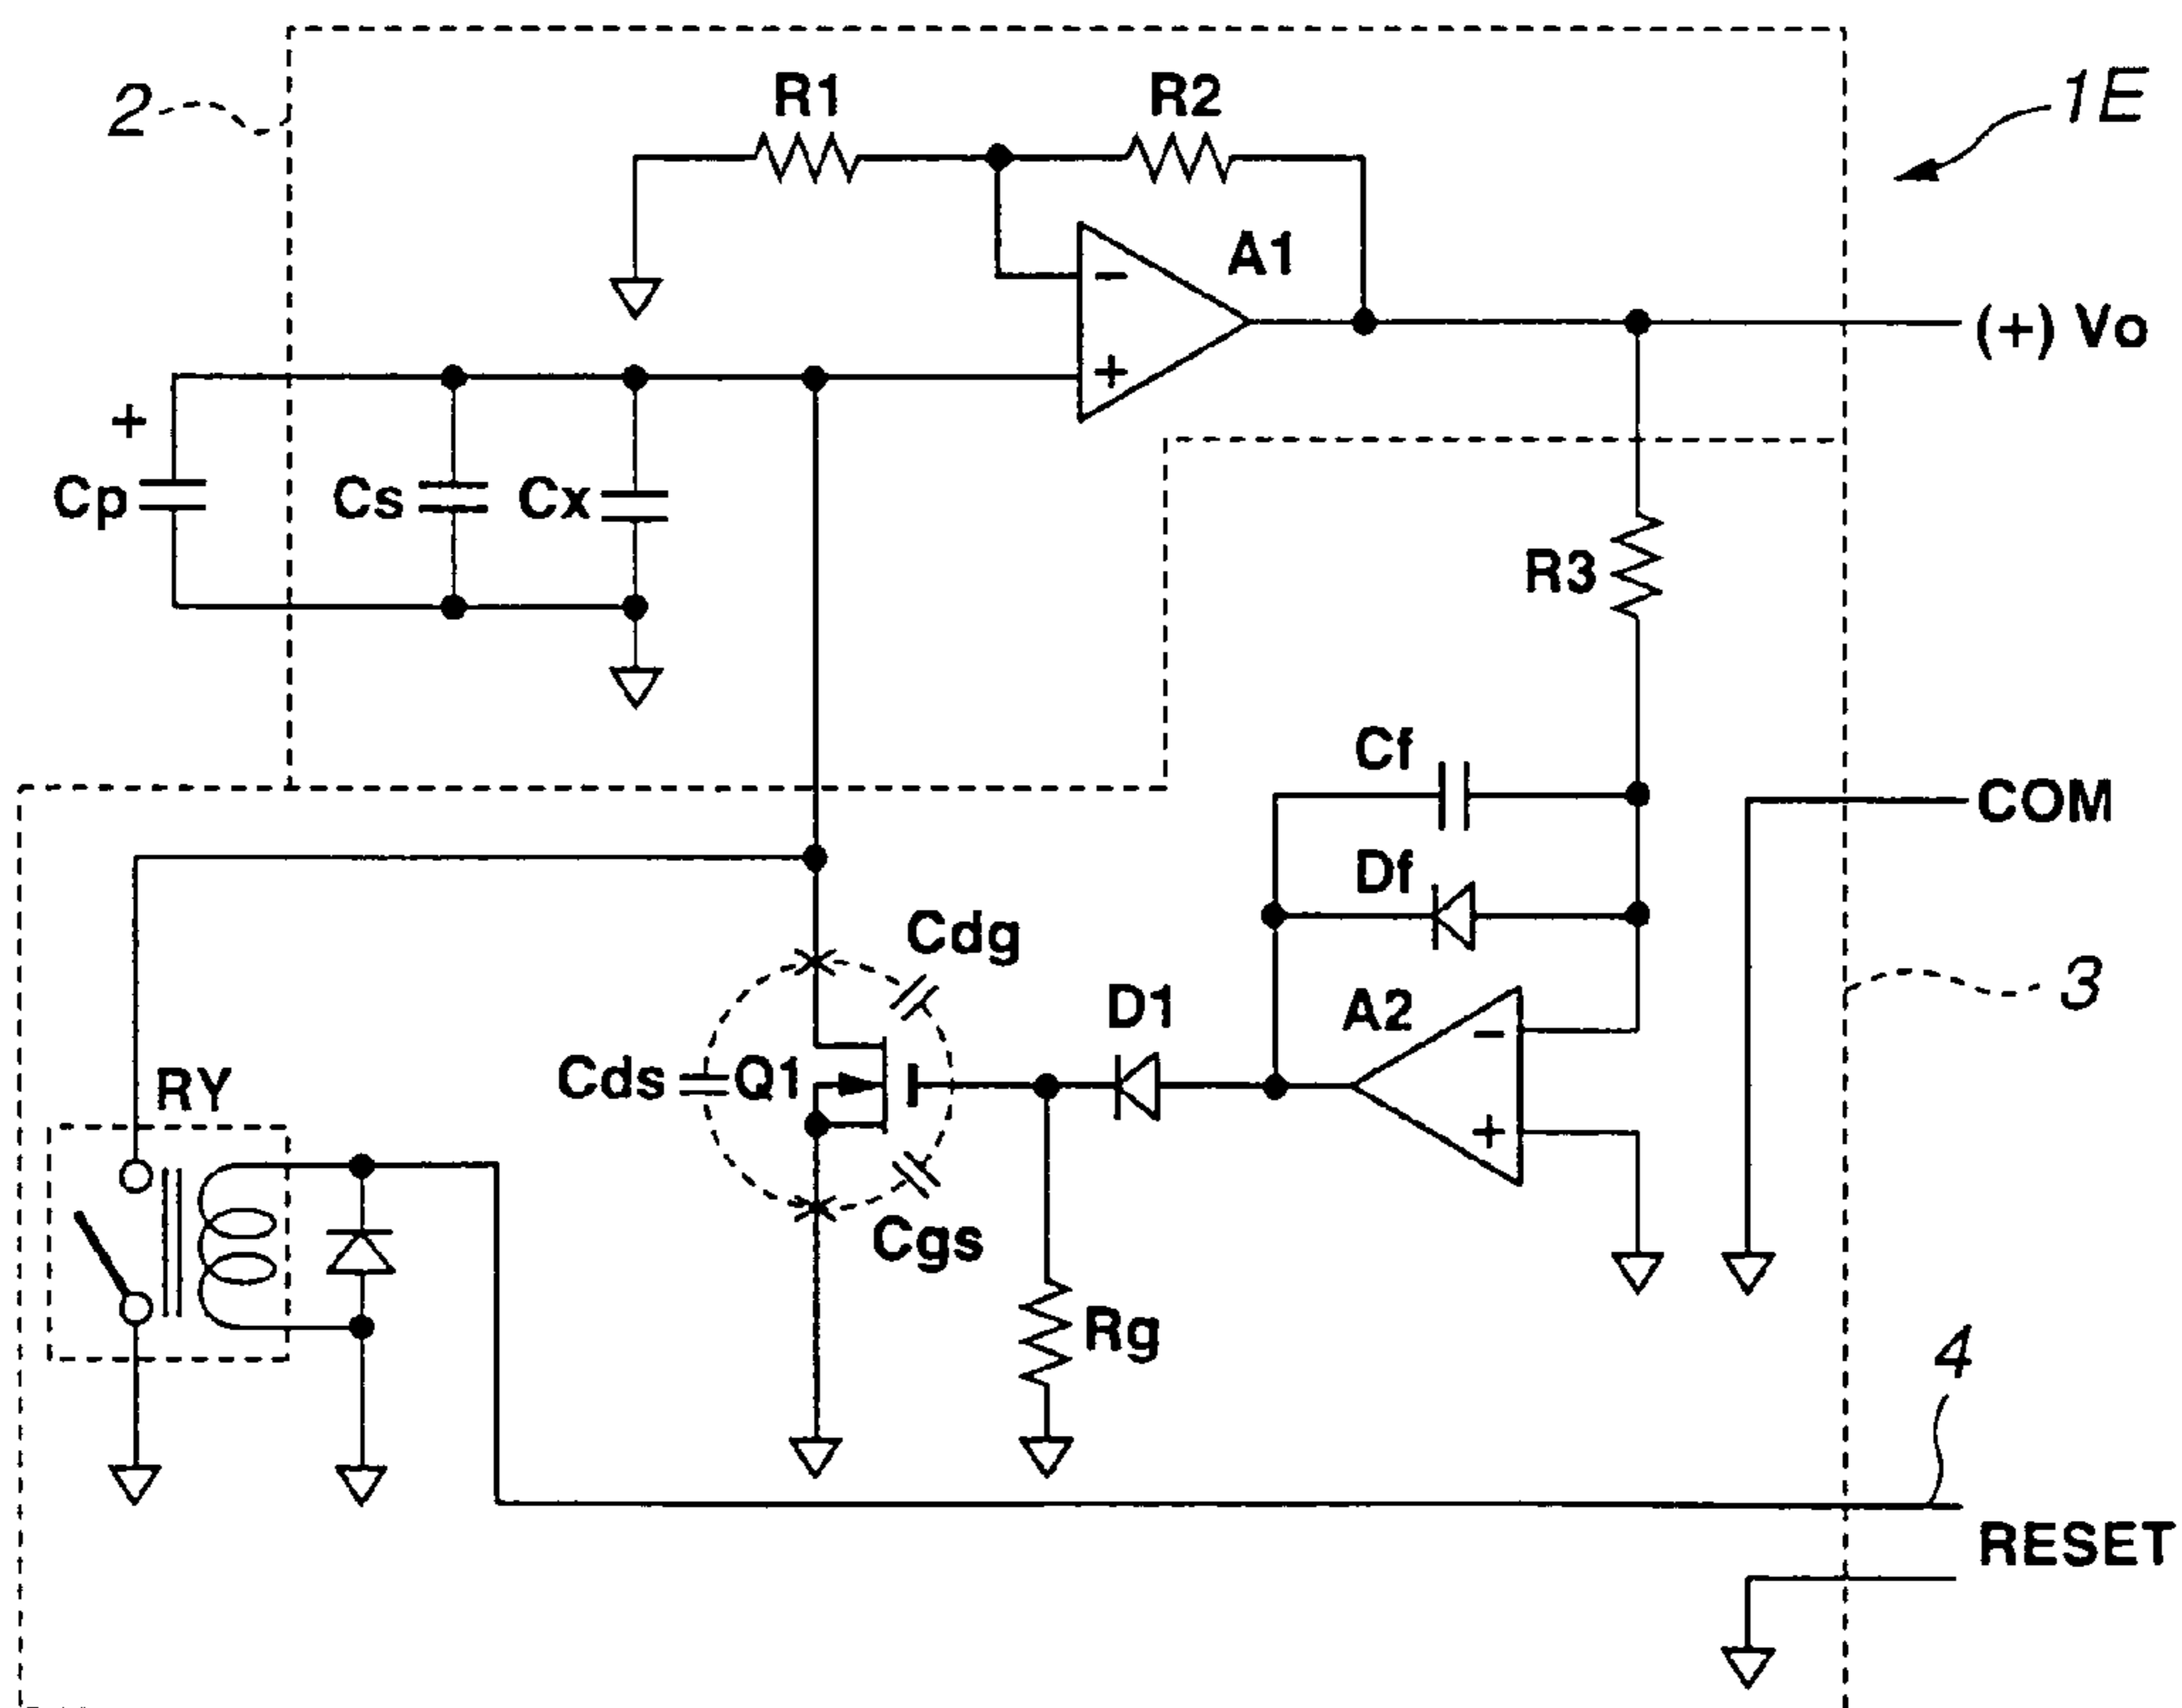 2
R1
R2
1E
A1
−
+
(+) Vo
+
Cp
Cs
Cx
R3
Cf
COM
Df
Cdg
3
D1
A2
−
Cds
Q1
RY
+
Cgs
Rg
4
RESET